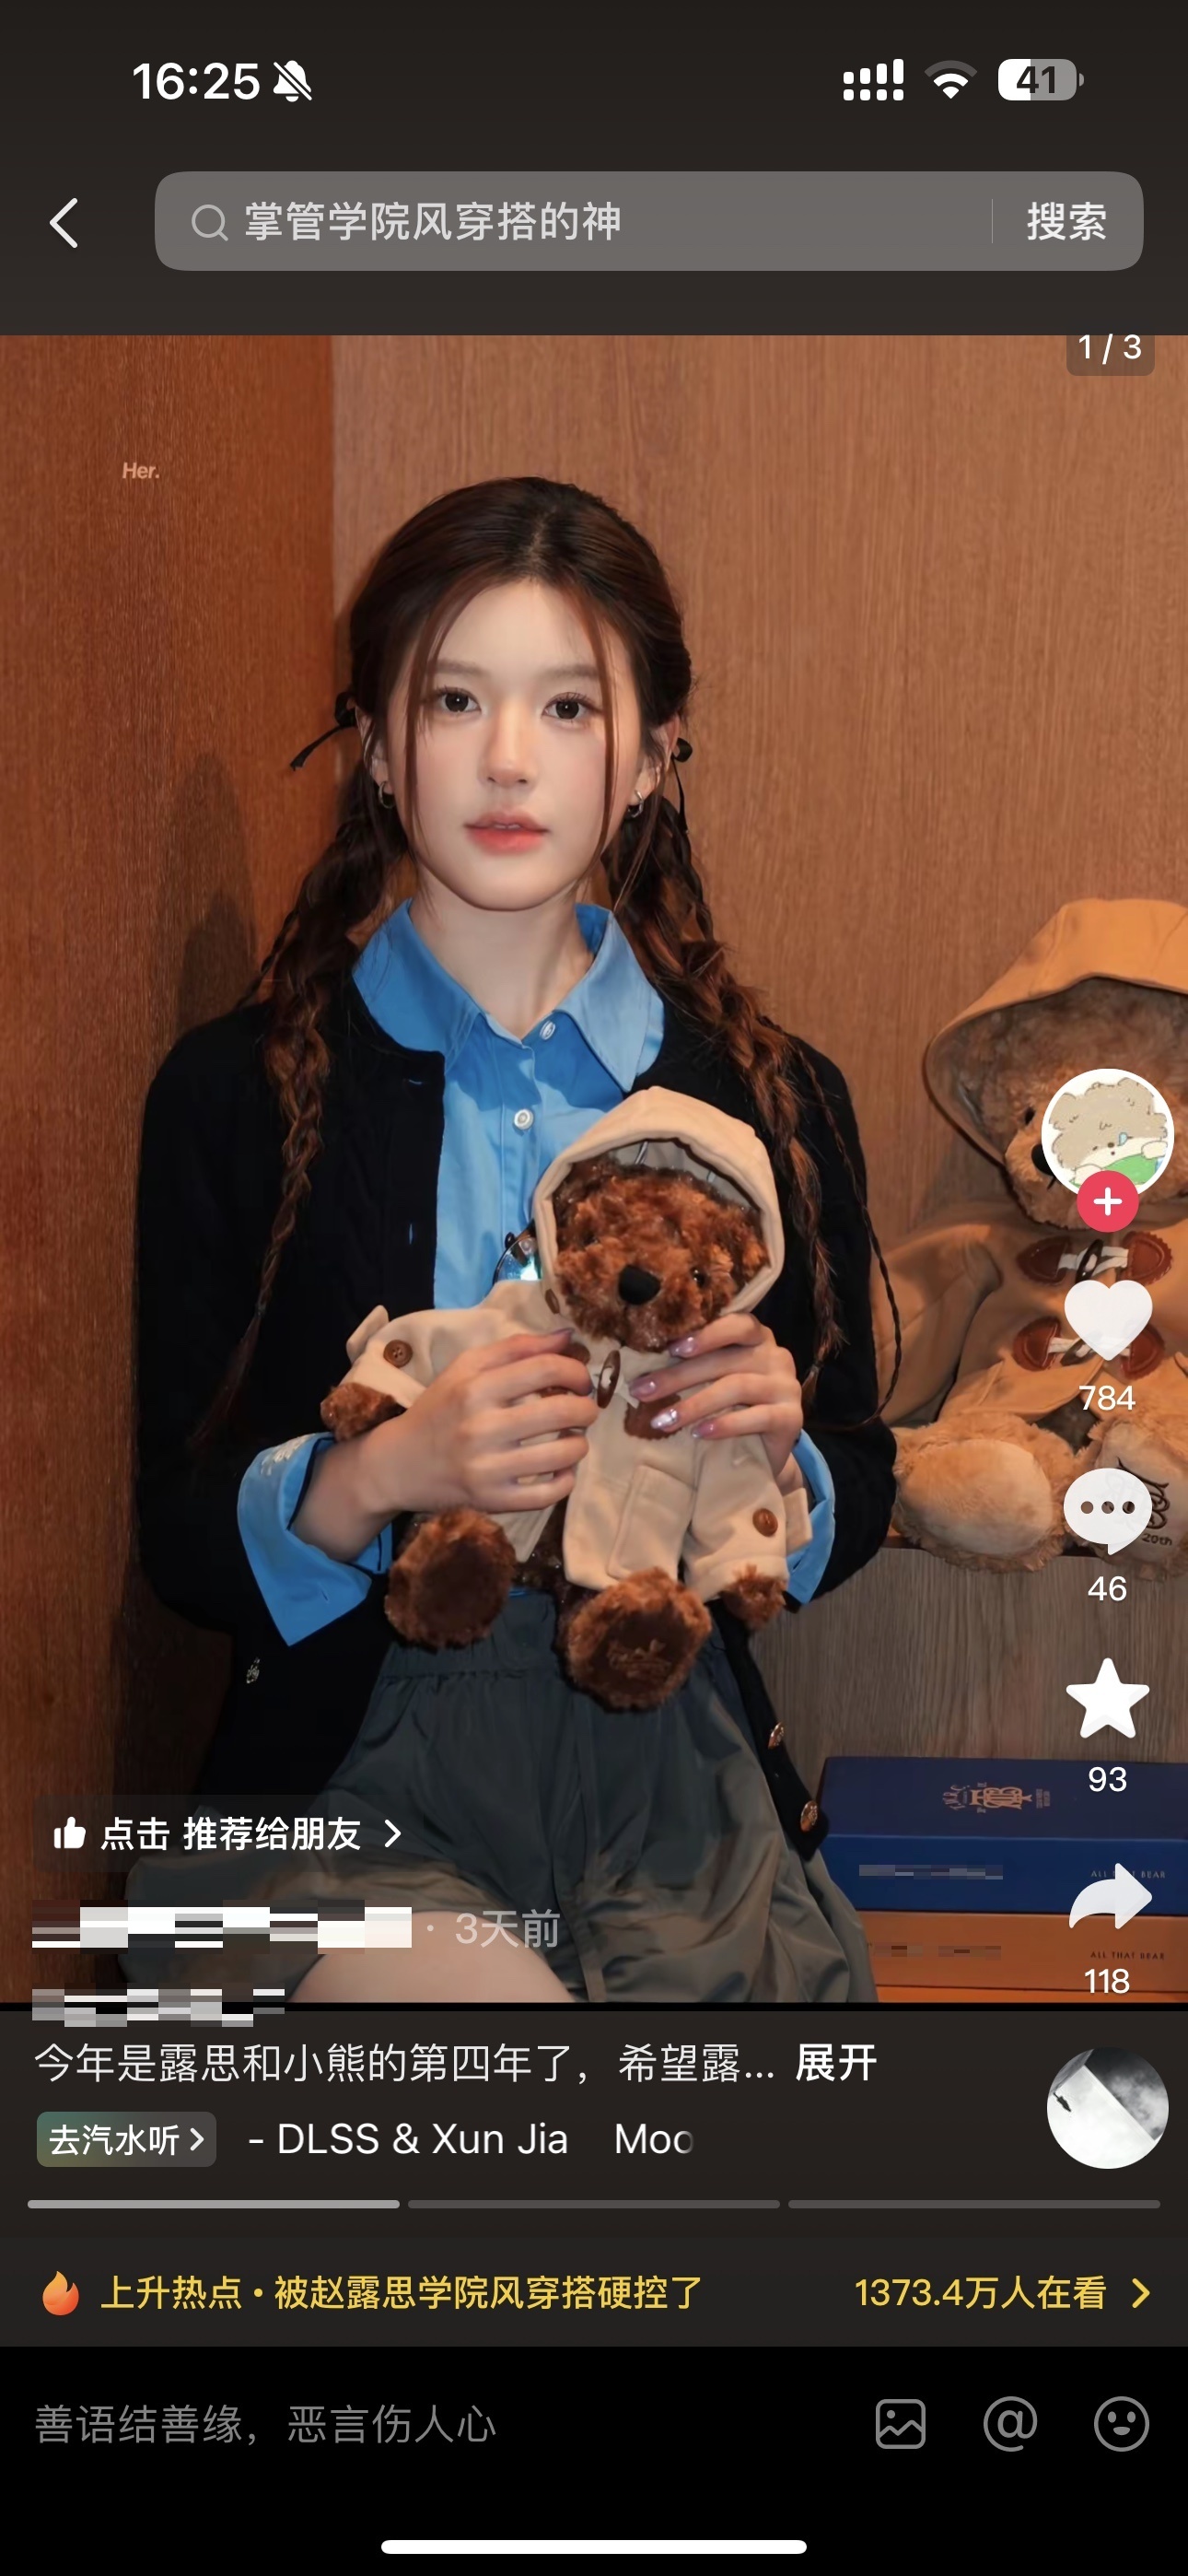 16:25
41
掌管学院风穿搭的神
搜索
1 / 3
Her.
784
20th
46
93
ALL THAT BEAR
118
点击 推荐给朋友
· 3天前
今年是露思和小熊的第四年了，希望露... 展开
去汽水听
- DLSS & Xun Jia
上升热点 • 被赵露思学院风穿搭硬控了
1373.4万人在看
善语结善缘，恶言伤人心